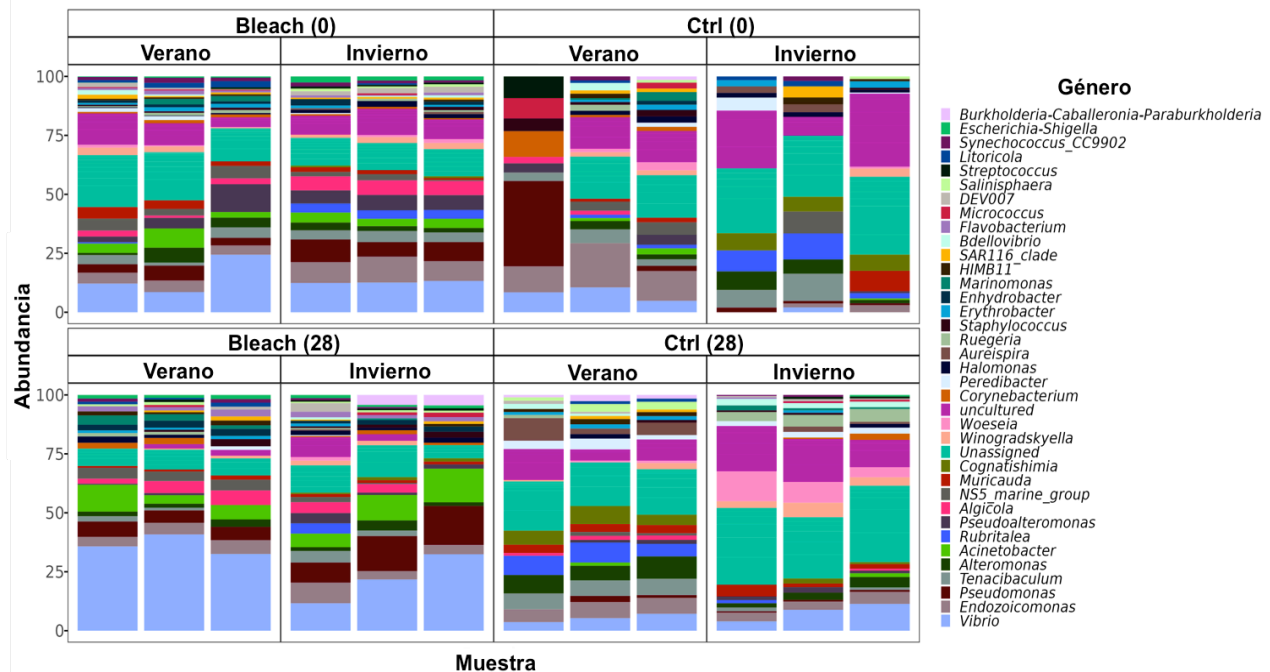 Bleach (0) Ctrl (0)
Verano Invierno Verano Invierno
100
75
50
25
0
Bleach (28) Ctrl (28)
Verano Invierno Verano Invierno
100
75
50
25
0
Abundancia
Muestra
Género
Burkholderia-Caballeronia-Paraburkholderia
Escherichia-Shigella
Synechococcus_CC9902
Litoricola
Streptococcus
Salinisphaera
DEV007
Micrococcus
Flavobacterium
Bdellovibrio
SAR116_clade
HIMB11
Marinomonas
Enhydrobacter
Erythrobacter
Staphylococcus
Ruegeria
Aureispira
Halomonas
Peredibacter
Corynebacterium
uncultured
Woeseia
Winogradskyella
Unassigned
Cognatishimia
Muricauda
NS5_marine_group
Algicola
Pseudoalteromonas
Rubritalea
Acinetobacter
Alteromonas
Tenacibaculum
Pseudomonas
Endozoicomonas
Vibrio